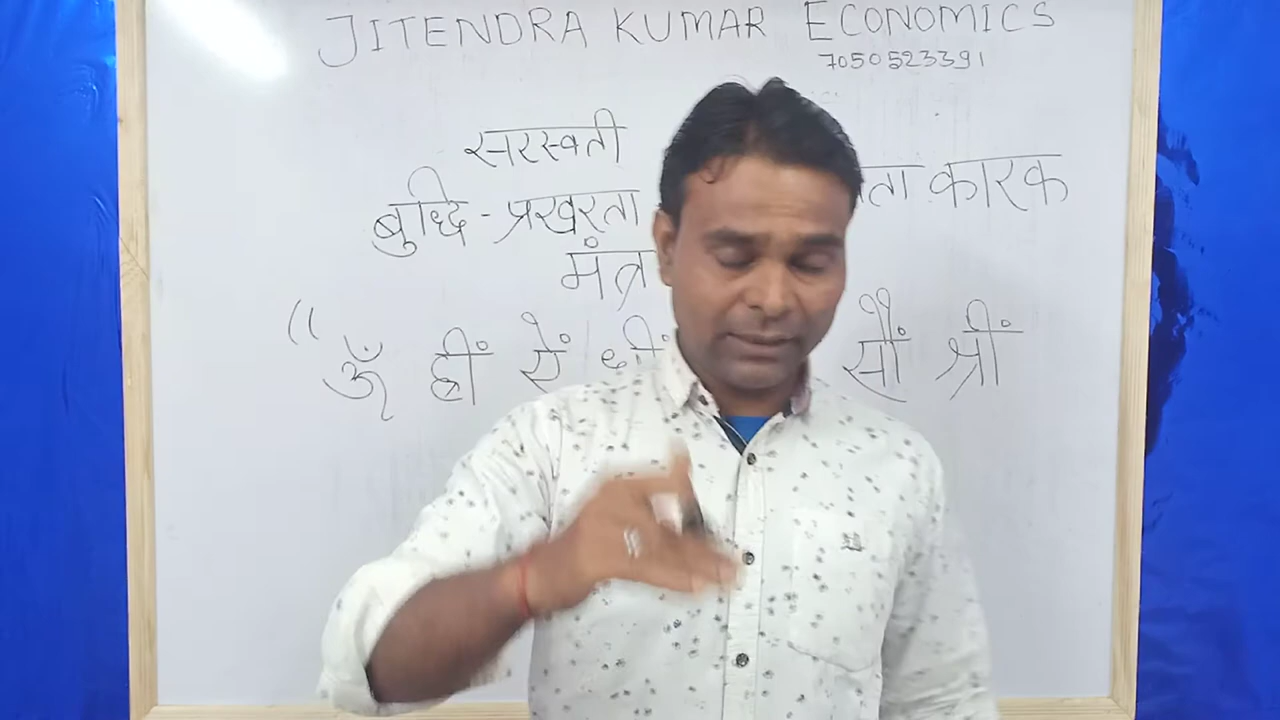 JITENDRA KUMAR ECONOMICS
7050523391
सरस्वती
बुद्धि - प्रखरता कारक
मंत्र
“ ॐ ह्रीं ऐं सौं श्रीं